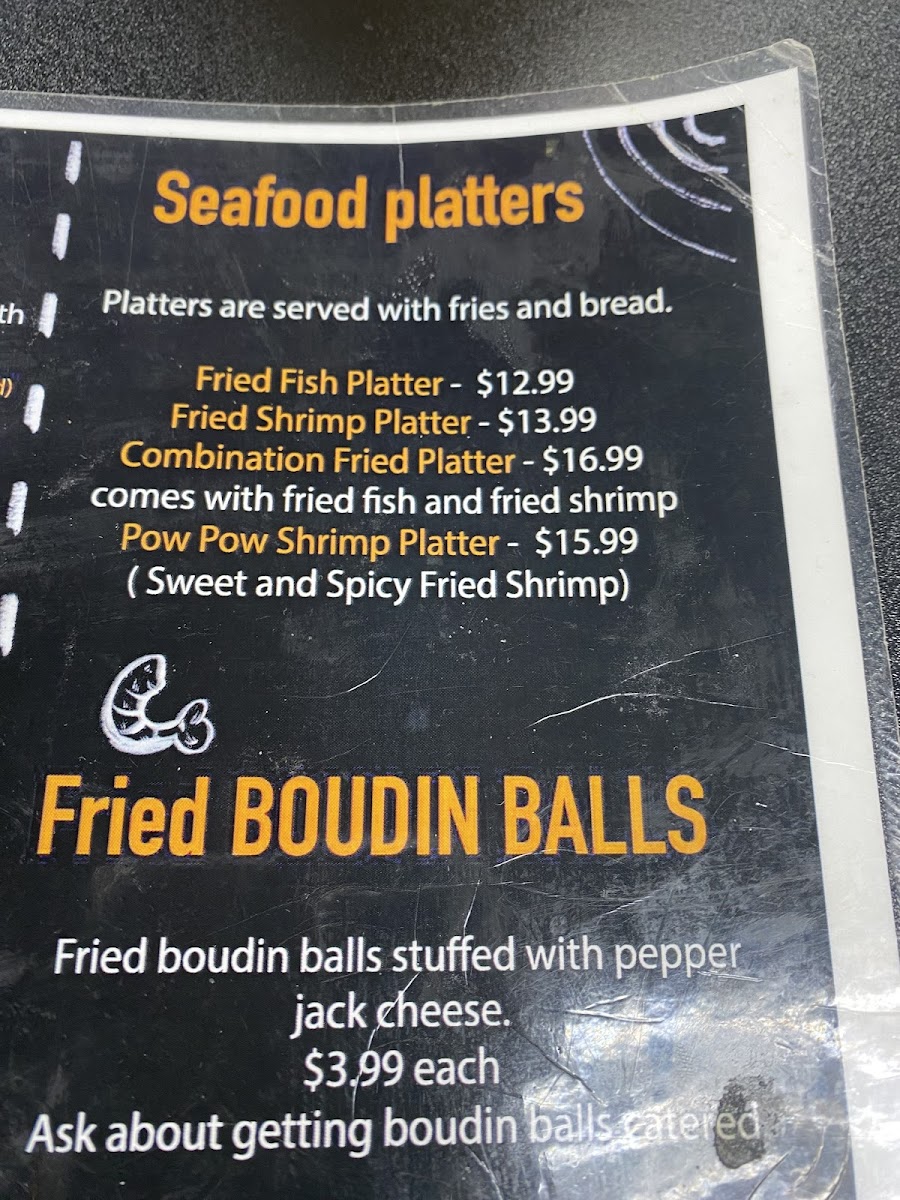 Seafood platters
Platters are served with fries and bread.
th
Fried Fish Platter - $12.99
Fried Shrimp Platter - $13.99
Combination Fried Platter - $16.99
comes with fried fish and fried shrimp
Pow Pow Shrimp Platter - $15.99
( Sweet and Spicy Fried Shrimp)
Fried BOUDIN BALLS
Fried boudin balls stuffed with pepper
jack cheese.
$3.99 each
Ask about getting boudin balls catered